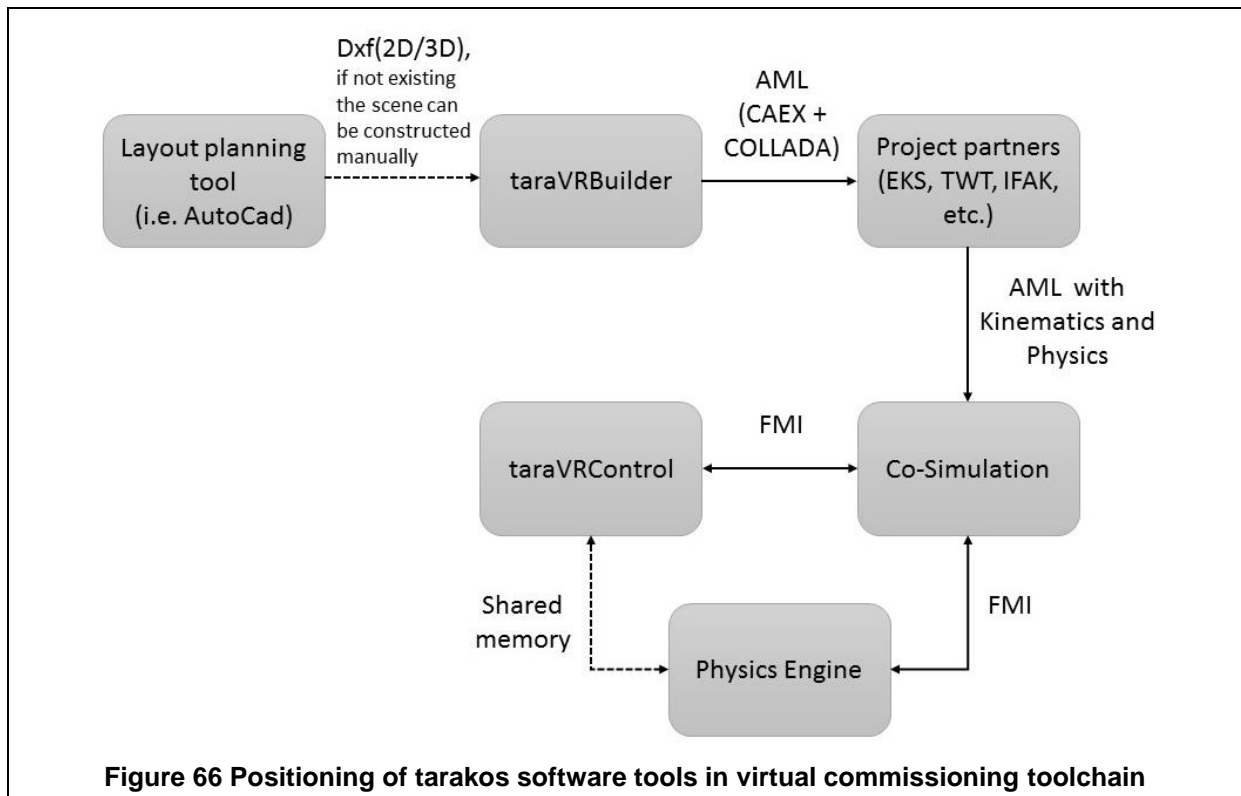 Dxf(2D/3D),
if not existing
the scene can
be constructed
manually
AML
(CAEX +
COLLADA)
Layout planning
tool
(i.e. AutoCad)
taraVRBuilder
Project partners
(EKS, TWT, IFAK,
etc.)
AML with
Kinematics and
Physics
FMI
taraVRControl
Co-Simulation
Shared
memory
FMI
Physics Engine
Figure 66 Positioning of tarakos software tools in virtual commissioning toolchain